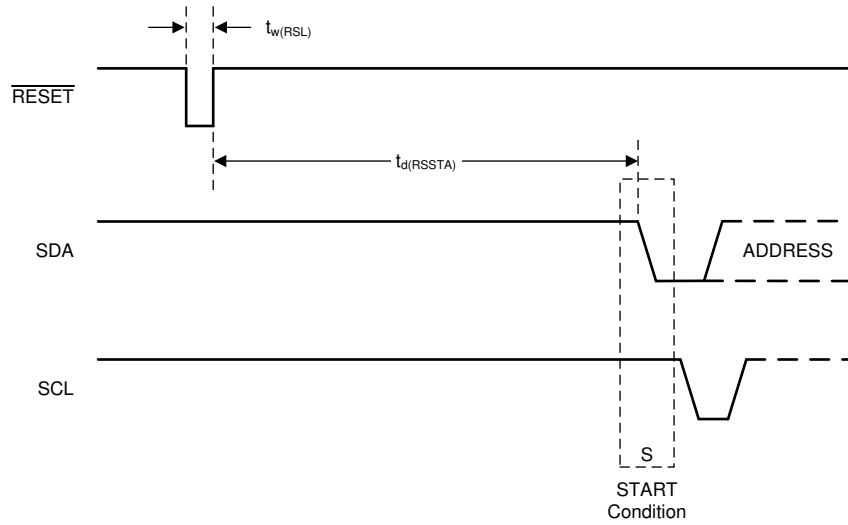 tw(RSL)
RESET
td(RSSTA)
SDA
ADDRESS
SCL
S
START
Condition